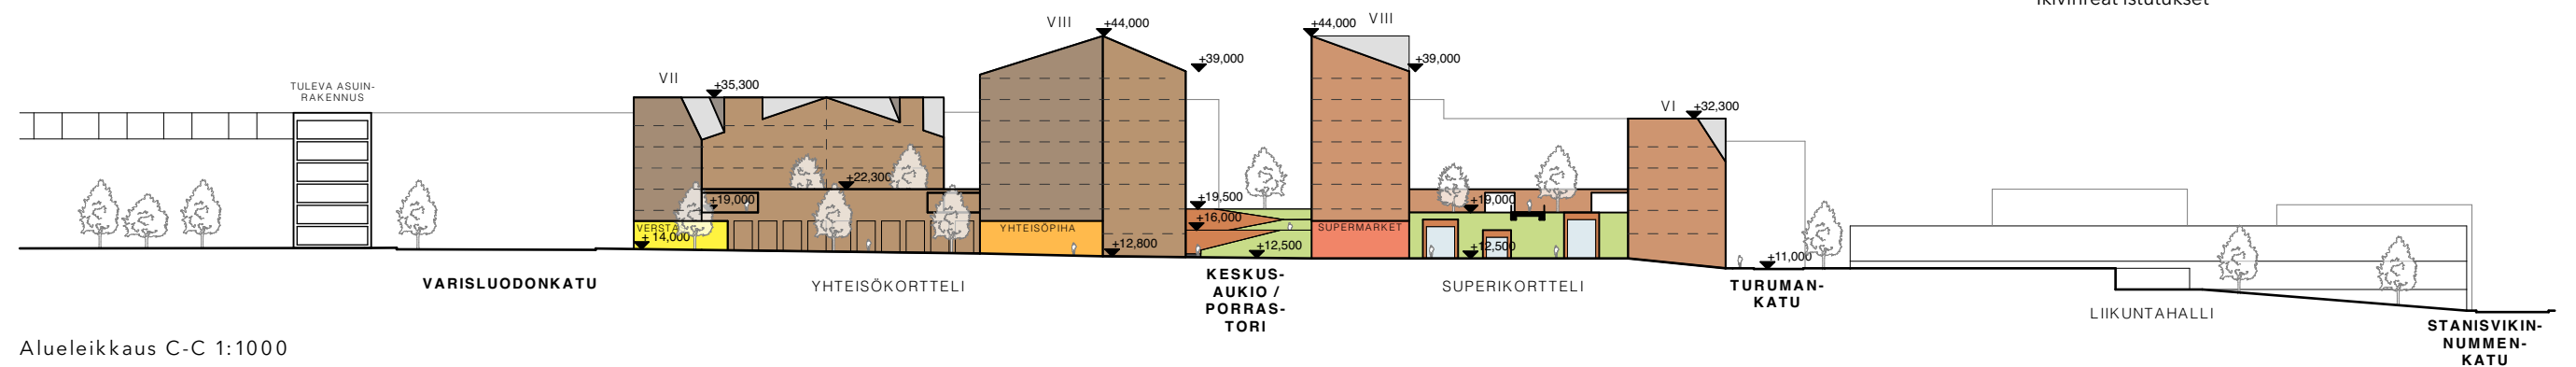 Ikivihreät istutukset
VIII
+44,000
+44,000
VIII
+39,000
+39,000
VII
+35,300
TULEVA ASUIN-
RAKENNUS
VI
+32,300
+22,300
+19,000
+19,500
+19,000
+16,000
VERSTA
+ 14,000
YHTEISÖPIHA
SUPERMARKET
+12,800
+12,500
+12,500
+11,000
VARISLUODONKATU
YHTEISÖKORTTELI
KESKUS-
AUKIO /
PORRAS-
TORI
SUPERIKORTTELI
TURUMAN-
KATU
LIIKUNTAHALLI
STANISVIKIN-
NUMMEN-
KATU
Alueleikkaus C-C 1:1000